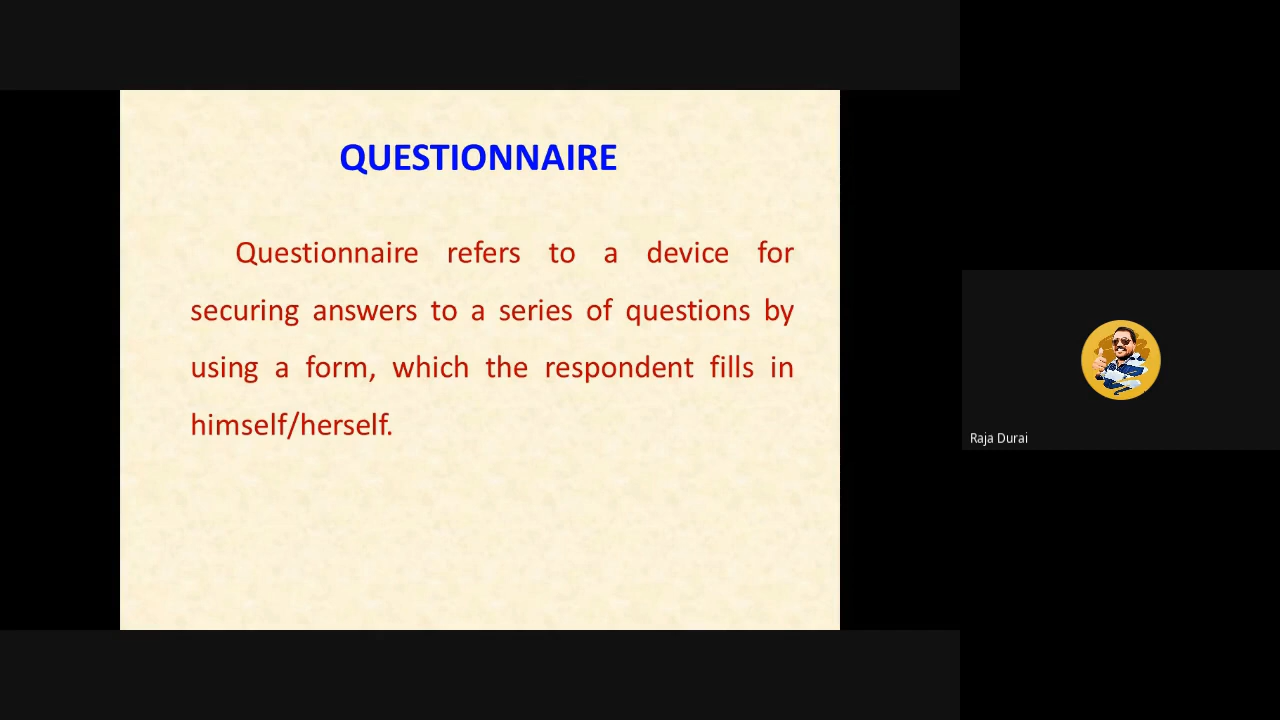 QUESTIONNAIRE
Questionnaire refers to a device for
securing answers to a series of questions by
using a form, which the respondent fills in
himself/herself.
Raja Durai